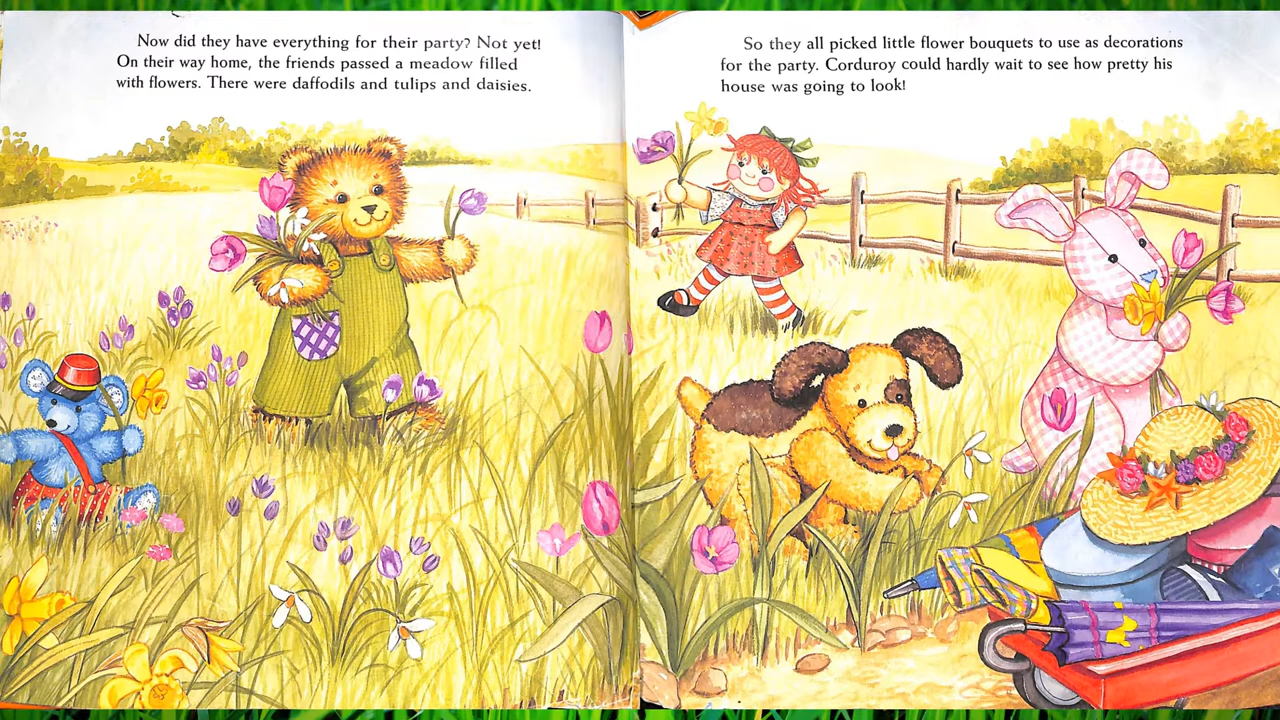 Now did they have everything for their party? Not yet!
On their way home, the friends passed a meadow filled
with flowers. There were daffodils and tulips and daisies.
So they all picked little flower bouquets to use as decorations
for the party. Corduroy could hardly wait to see how pretty his
house was going to look!